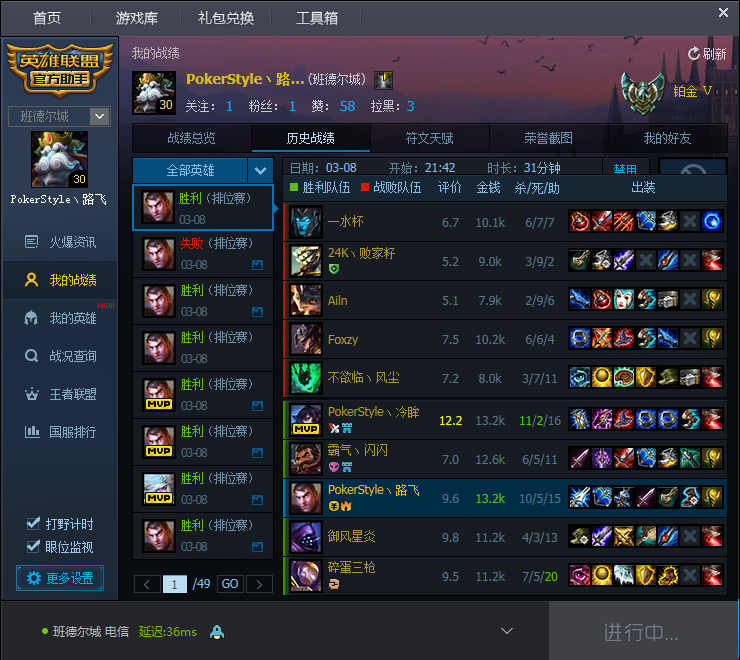 首页 游戏库 礼包兑换 工具箱
英雄联盟
官方助手
我的战绩
刷新
PokerStyle丶路... (班德尔城)
30
关注： 1 粉丝： 1 赞： 58 拉黑： 3
铂金 V
班德尔城
30
PokerStyle丶路飞
战绩总览 历史战绩 符文天赋 荣誉截图 我的好友
火爆资讯
我的战绩
我的英雄
NEW
战况查询
王者联盟
国服排行
打野计时
眼位监视
更多设置
全部英雄
胜利（排位赛）
03-08
失败（排位赛）
03-08
胜利（排位赛）
03-08
胜利（排位赛）
03-08
胜利（排位赛）
MVP 03-08
胜利（排位赛）
MVP 03-08
胜利（排位赛）
MVP 03-08
胜利（排位赛）
03-08
1 /49 GO
日期： 03-08 开始： 21:42 时长： 31分钟 禁用
胜利队伍 战败队伍 评价 金钱 杀/死/助 出装
一水杯 6.7 10.1k 6/7/7
24K丶败家籽 5.2 9.0k 3/9/2
Ailn 5.1 7.9k 2/9/6
Foxzy 7.5 10.2k 6/6/4
不欲临丶风尘 7.2 8.0k 3/7/11
PokerStyle丶冷眸 12.2 13.2k 11/2/16
MVP
霸气丶闪闪 7.0 12.6k 6/5/11
PokerStyle丶路飞 9.6 13.2k 10/5/15
御风星炎 9.8 11.2k 4/3/13
碎蛋三枪 9.5 11.2k 7/5/20
班德尔城 电信 延迟:36ms
进行中...